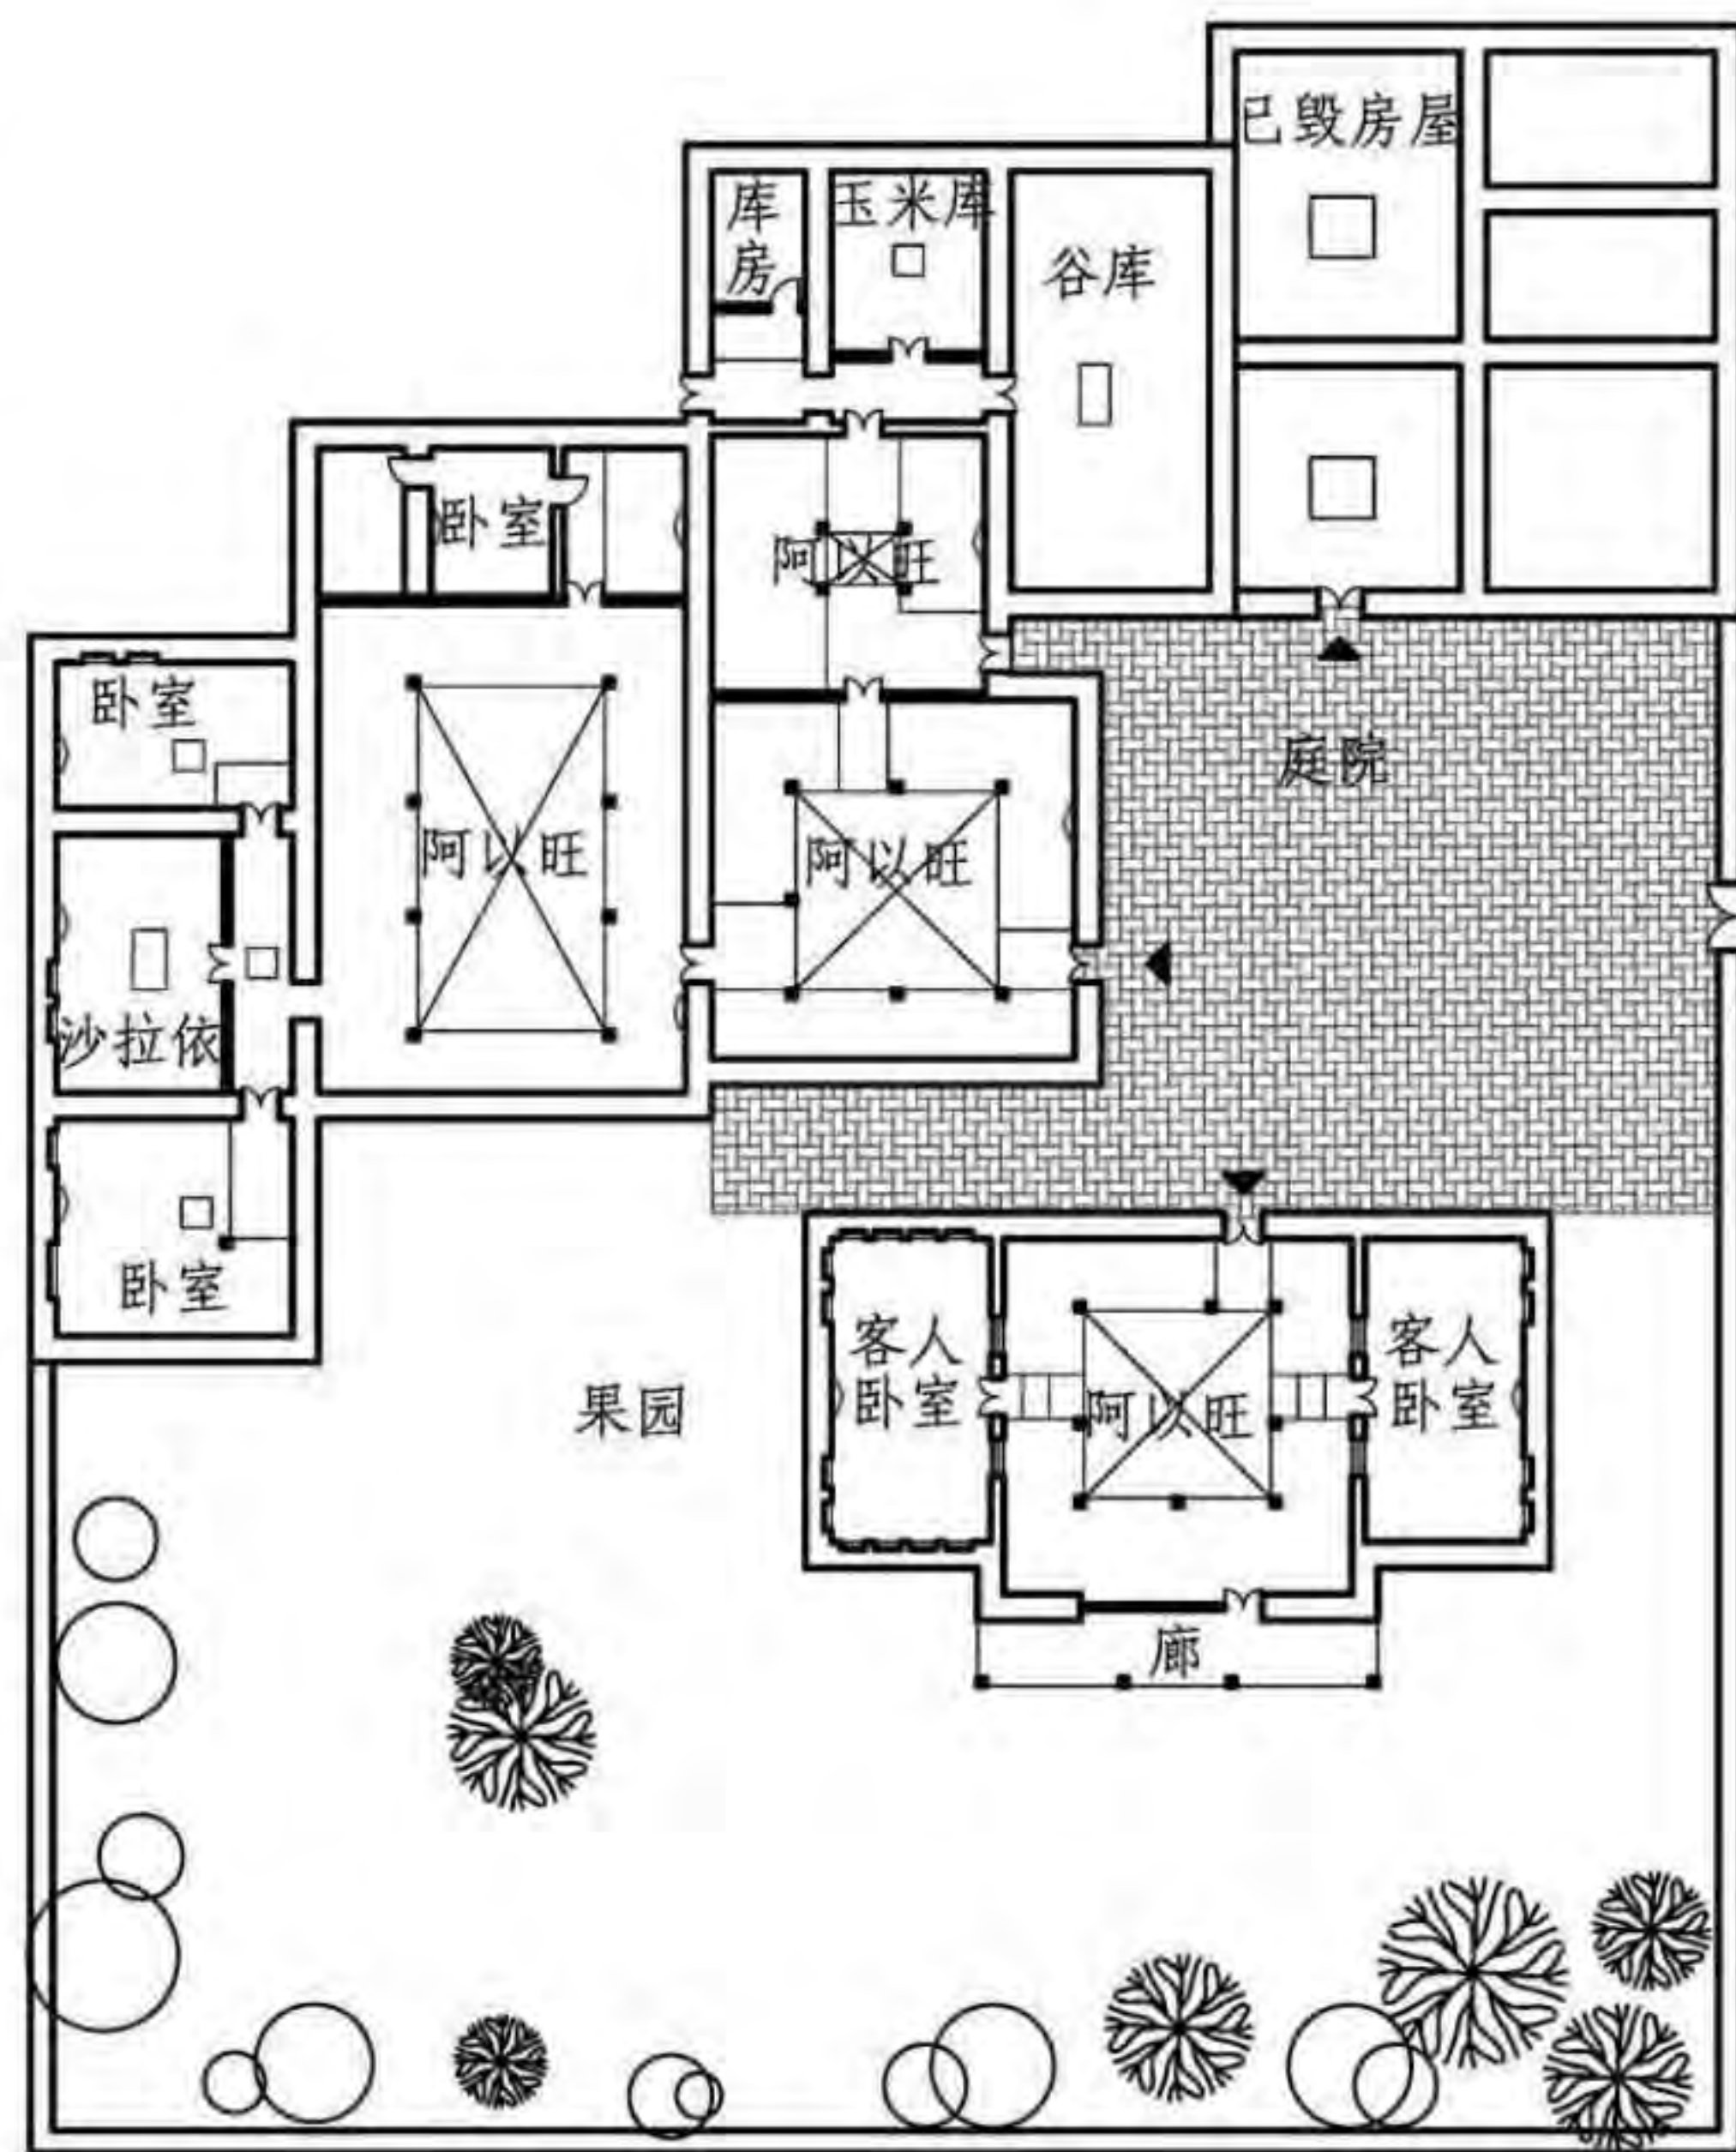 已毁房屋
库
房
玉米库
谷库
卧室
阿以旺
卧室
庭院
阿以旺
阿以旺
沙拉依
卧室
客人
卧室
阿以旺
客人
卧室
果园
廊